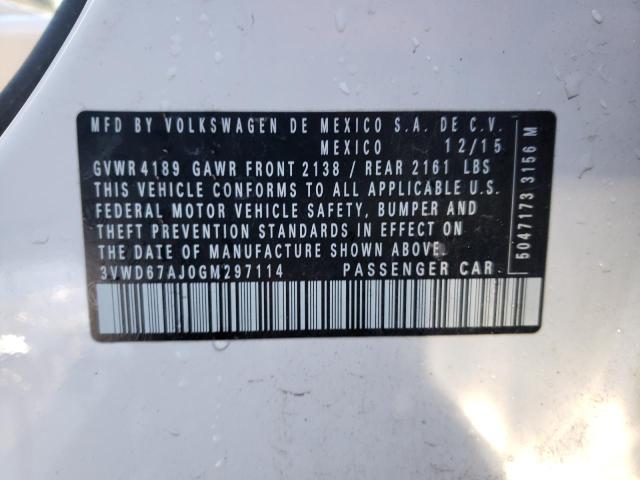 MFD BY VOLKSWAGEN DE MEXICO S.A. DE C.V.
MEXICO 12/15
GVWR 4189 GAWR FRONT 2138 / REAR 2161 LBS
THIS VEHICLE CONFORMS TO ALL APPLICABLE U.S.
FEDERAL MOTOR VEHICLE SAFETY, BUMPER AND
THEFT PREVENTION STANDARDS IN EFFECT ON
THE DATE OF MANUFACTURE SHOWN ABOVE.
3VWD67AJ0GM297114 PASSENGER CAR
5047173 3156 M